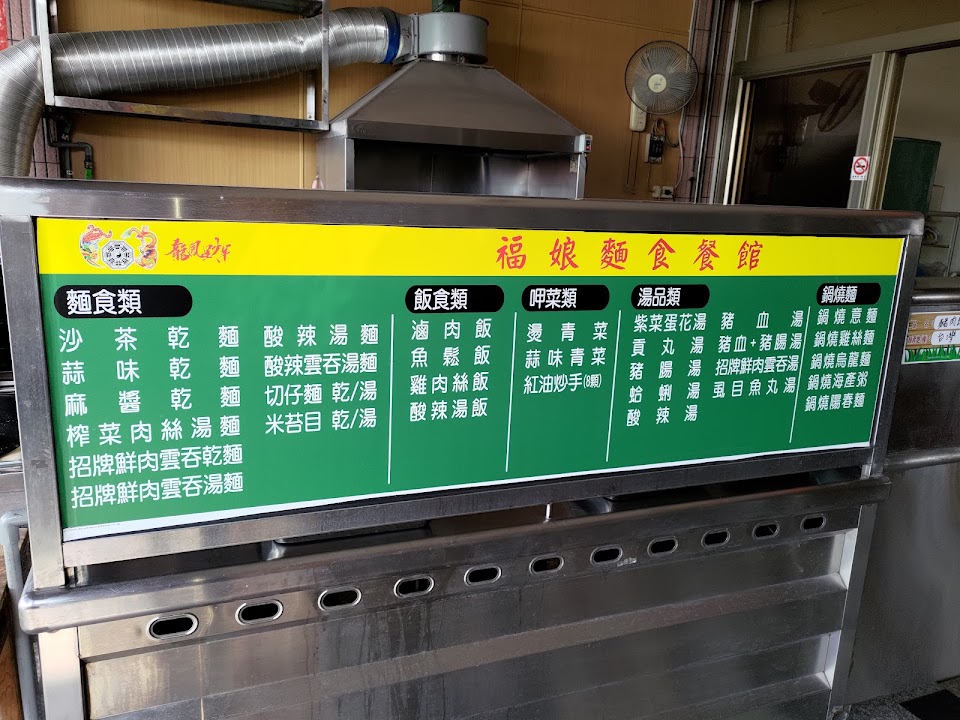 龍鳳連軒
福娘麵食餐館
麵食類
沙茶乾麵
蒜味乾麵
麻醬乾麵
榨菜肉絲湯麵
招牌鮮肉雲吞乾麵
招牌鮮肉雲吞湯麵
酸辣湯麵
酸辣雲吞湯麵
切仔麵 乾/湯
米苔目 乾/湯
飯食類
滷肉飯
魚鬆飯
雞肉絲飯
酸辣湯飯
呷菜類
燙青菜
蒜味青菜
紅油炒手(8顆)
湯品類
紫菜蛋花湯
貢丸湯
豬腸湯
蛤蜊湯
酸辣湯
豬血湯
豬血+豬腸湯
招牌鮮肉雲吞湯
虱目魚丸湯
鍋燒麵
鍋燒意麵
鍋燒雞絲麵
鍋燒烏龍麵
鍋燒海產粥
鍋燒陽春麵